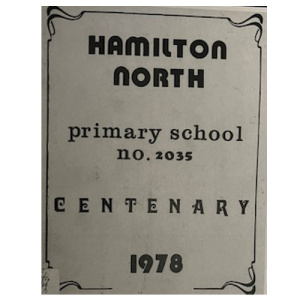 HAMILTON
NORTH
primary school
no. 2035
CENTENARY
1978